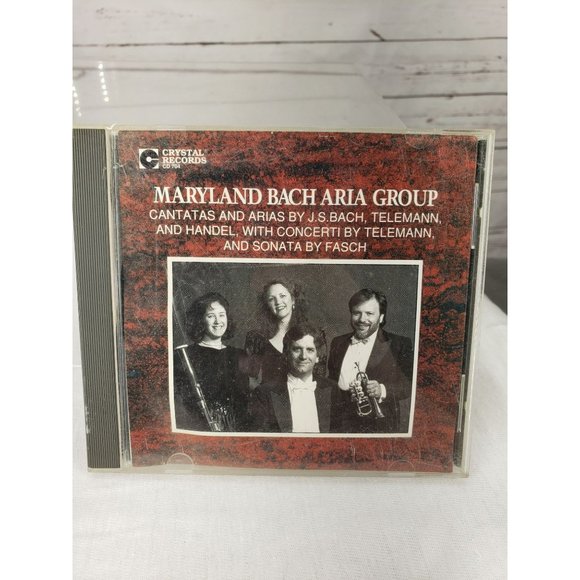 CRYSTAL
RECORDS
CD 704
MARYLAND BACH ARIA GROUP
CANTATAS AND ARIAS BY J.S.BACH, TELEMANN,
AND HANDEL, WITH CONCERTI BY TELEMANN,
AND SONATA BY FASCH